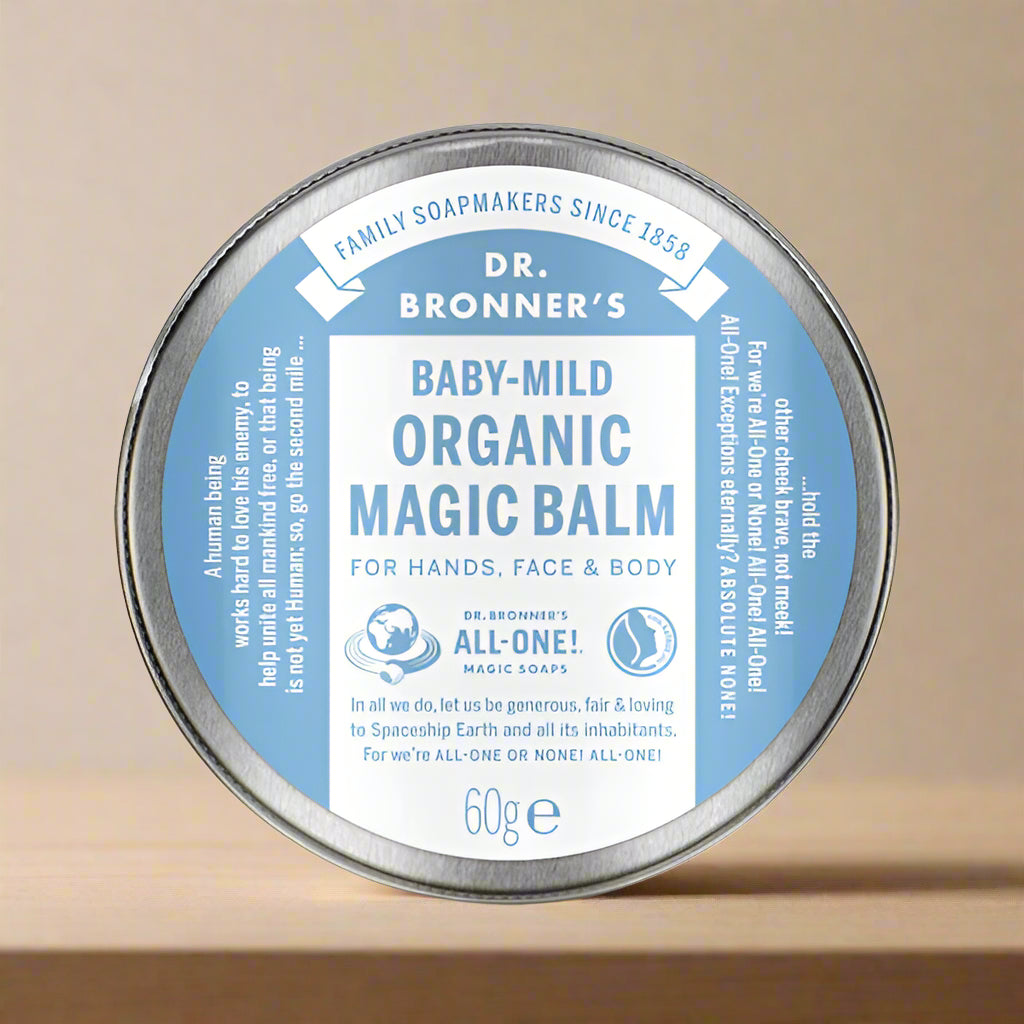 FAMILY SOAPMAKERS SINCE 1858
DR.
BRONNER'S
BABY-MILD
ORGANIC
MAGIC BALM
FOR HANDS, FACE & BODY
DR. BRONNER'S
ALL-ONE!
MAGIC SOAPS
In all we do, let us be generous, fair & loving
to Spaceship Earth and all its inhabitants.
For we're ALL-ONE OR NONE! ALL-ONE!
60g e
A human being
works hard to love his enemy, to
help unite all mankind free, or that being
is not yet Human; so, go the second mile ...
...hold the
other cheek brave, not meek!
For we're All-One or None! All-One! All-One!
All-One! Exceptions eternally? ABSOLUTE NONE!